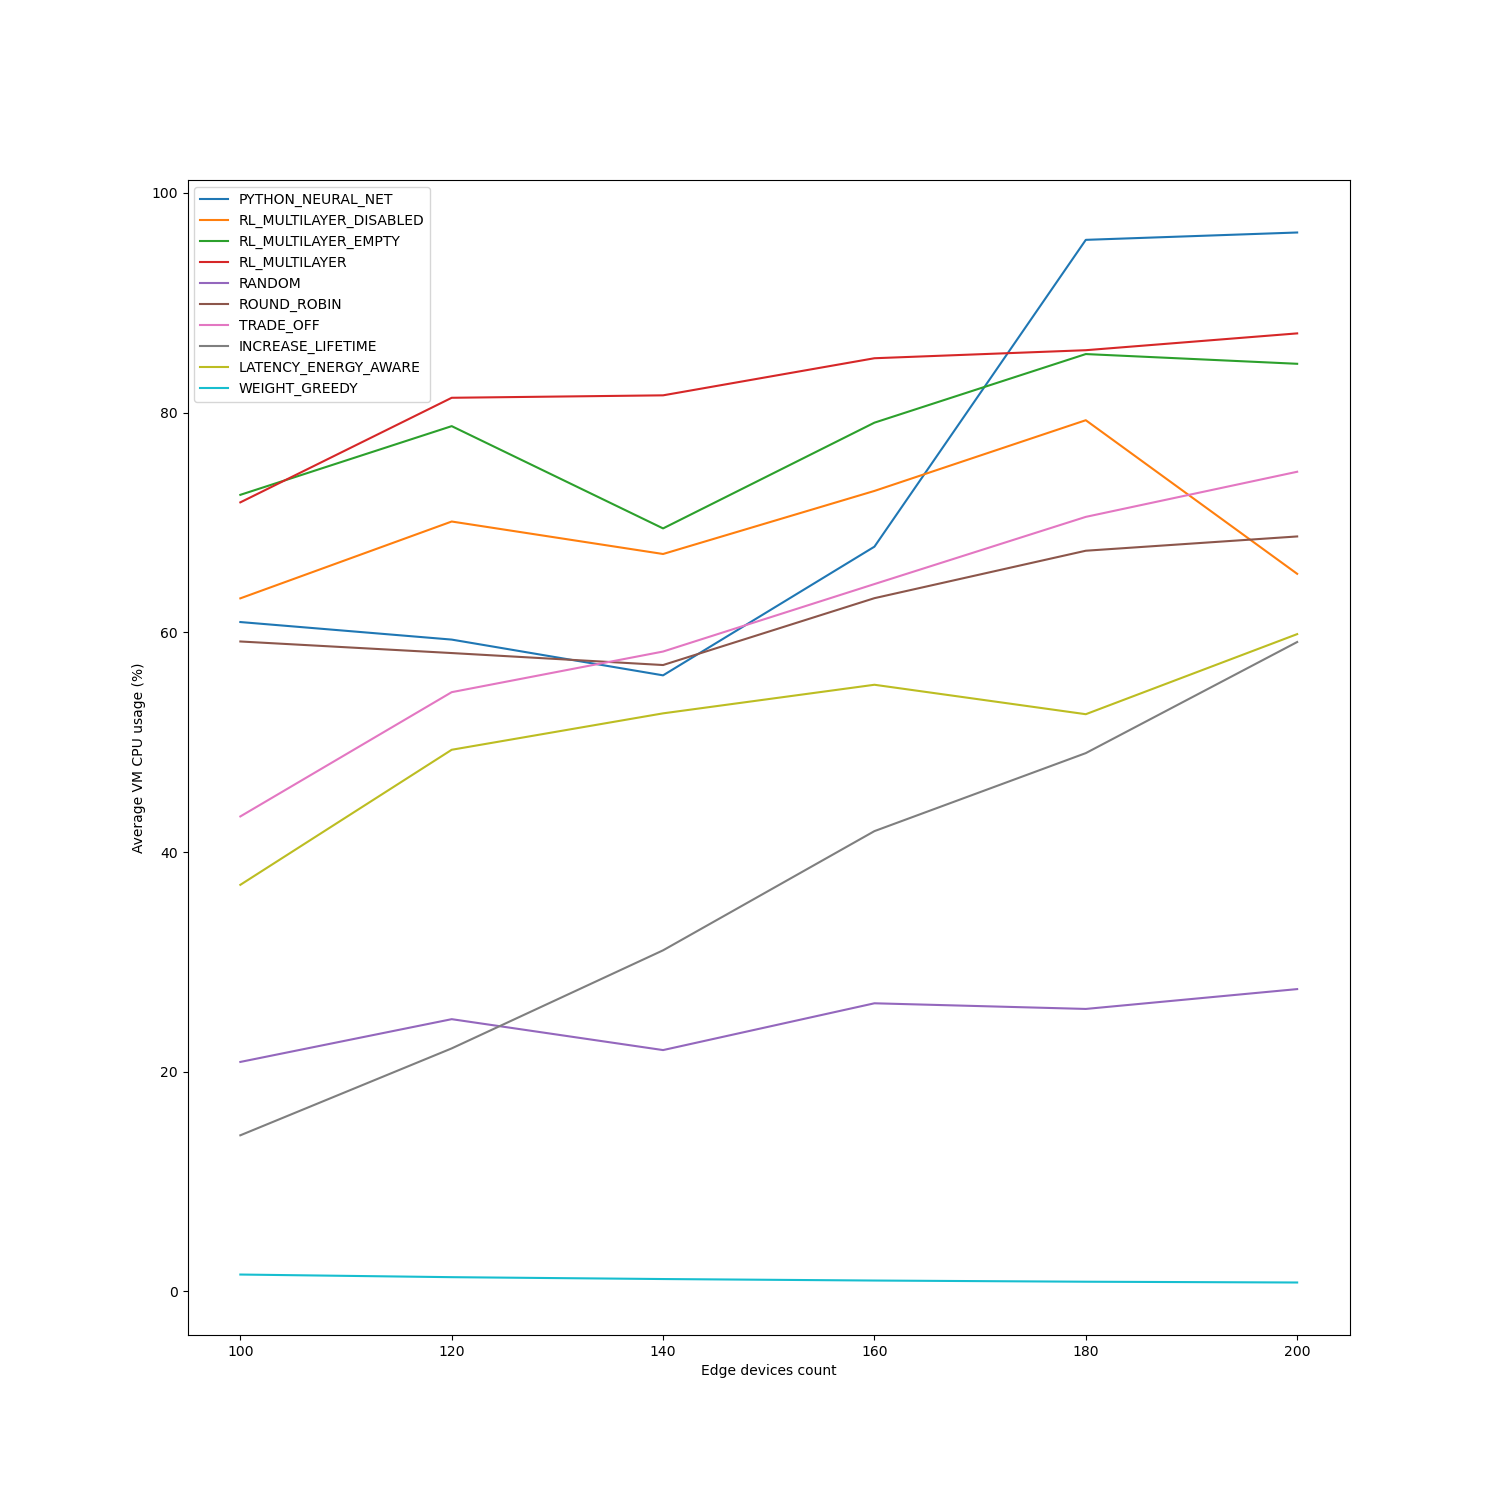 100
80
60
40
20
0
Average VM CPU usage (%)
PYTHON_NEURAL_NET
RL_MULTILAYER_DISABLED
RL_MULTILAYER_EMPTY
RL_MULTILAYER
RANDOM
ROUND_ROBIN
TRADE_OFF
INCREASE_LIFETIME
LATENCY_ENERGY_AWARE
WEIGHT_GREEDY
100 120 140 160 180 200
Edge devices count